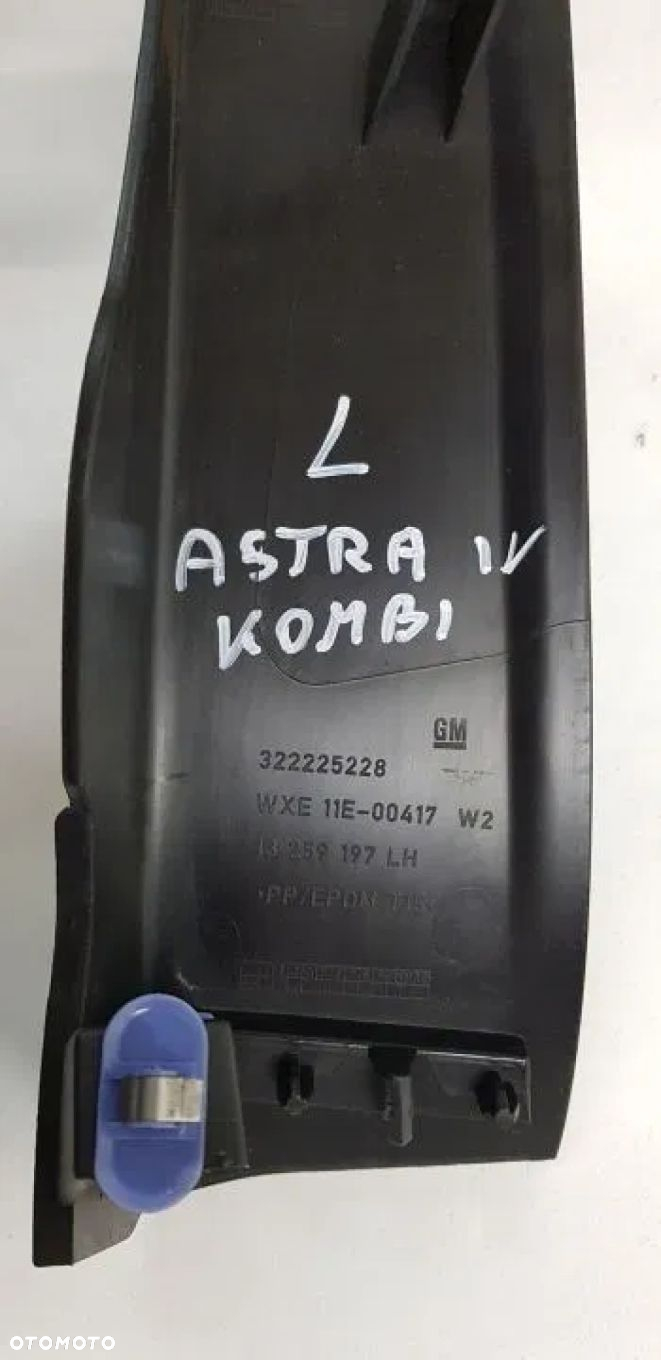 L
ASTRA IV
KOMBI
GM
322225228
WXE 11E-00417 W2
13 259 197 LH
OTOMOTO